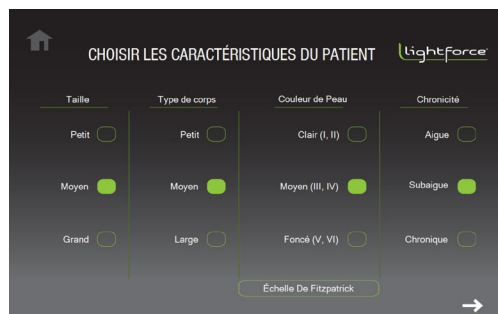 CHOISIR LES CARACTÉRISTIQUES DU PATIENT
lightforce
Taille
Type de corps
Couleur de Peau
Chronicité
Petit
Petit
Clair (I, II)
Aigue
Moyen
Moyen
Moyen (III, IV)
Subaigue
Grand
Large
Foncé (V, VI)
Chronique
Échelle De Fitzpatrick